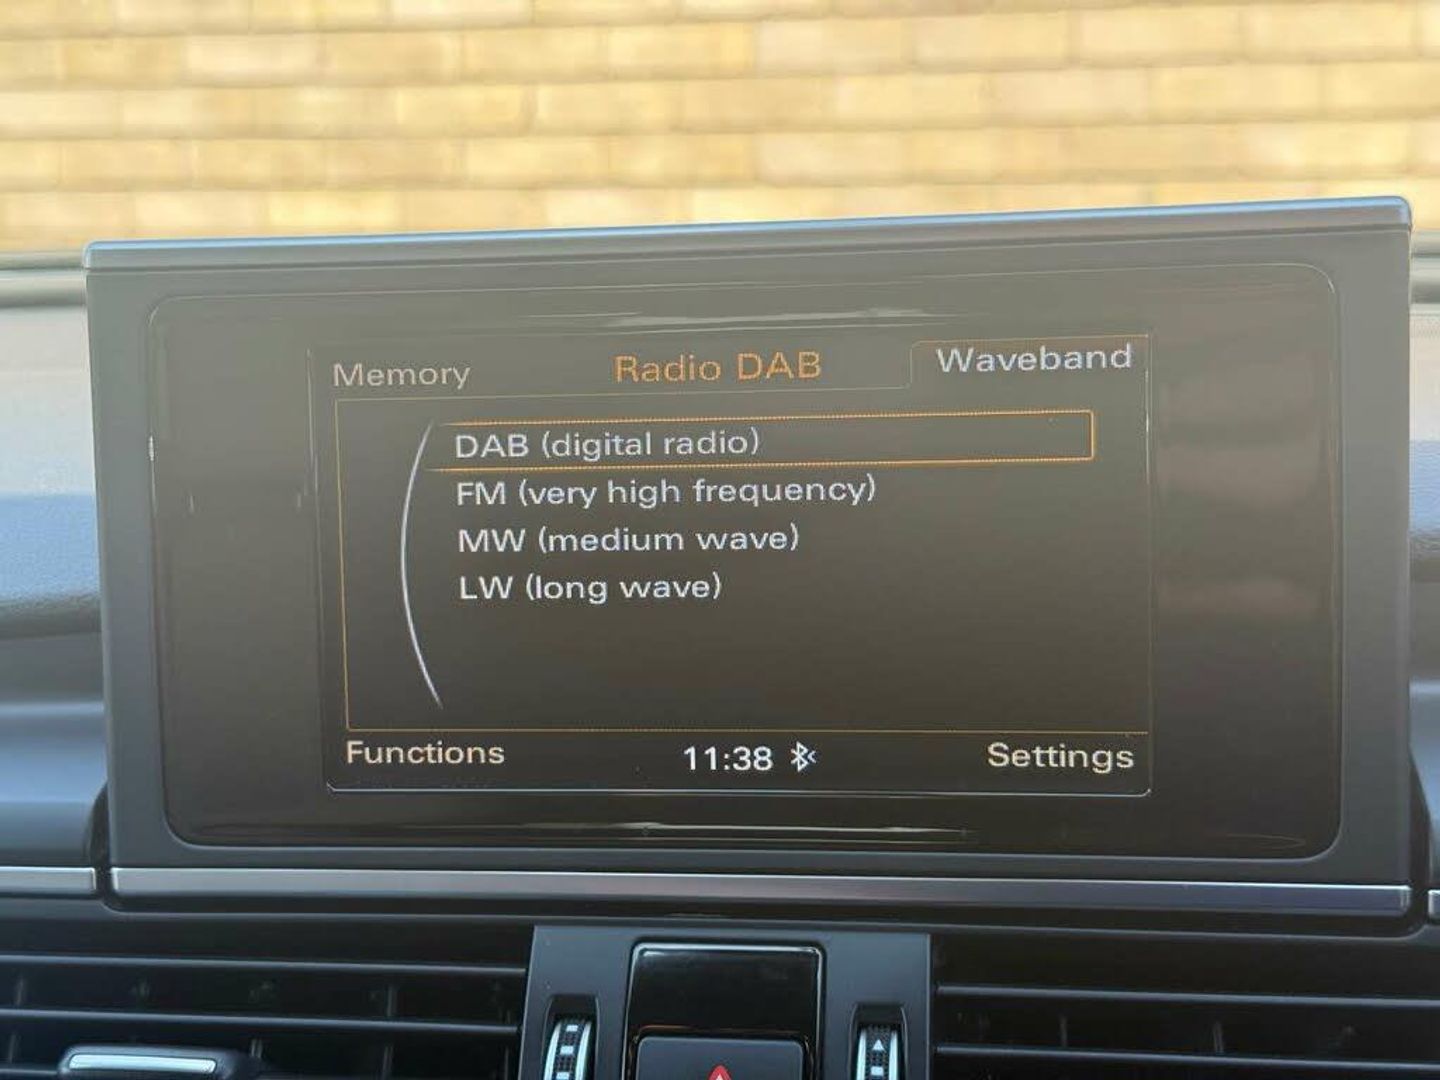 Memory Radio DAB Waveband
DAB (digital radio)
FM (very high frequency)
MW (medium wave)
LW (long wave)
Functions 11:38 Settings